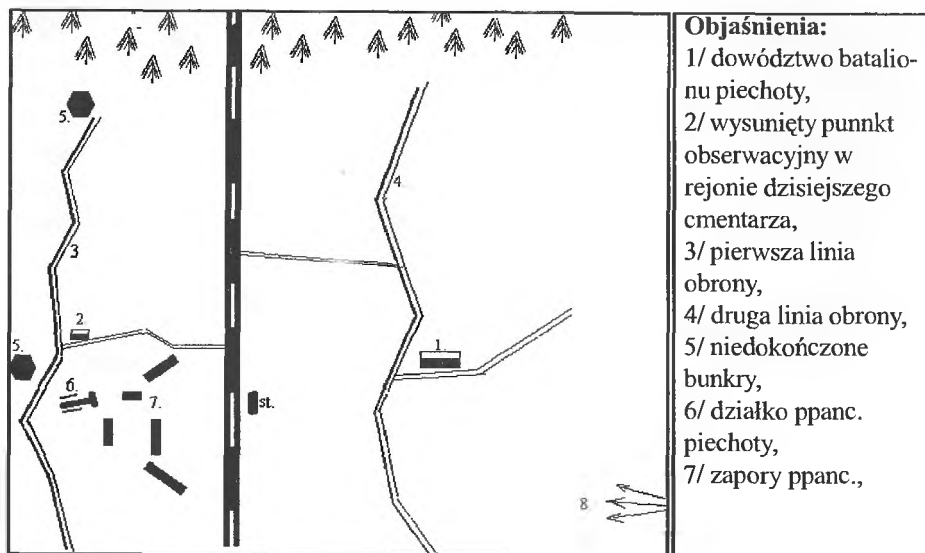 5.
4
3
2.
5.
1.
6.
7.
st.
8
Objaśnienia:
1/ dowództwo batalio-
nu piechoty,
2/ wysunięty punnkt
obserwacyjny w
rejonie dzisiejszego
cmentarza,
3/ pierwsza linia
obrony,
4/ druga linia obrony,
5/ niedokończone
bunkry,
6/ działko ppanc.
piechoty,
7/ zapory ppanc.,